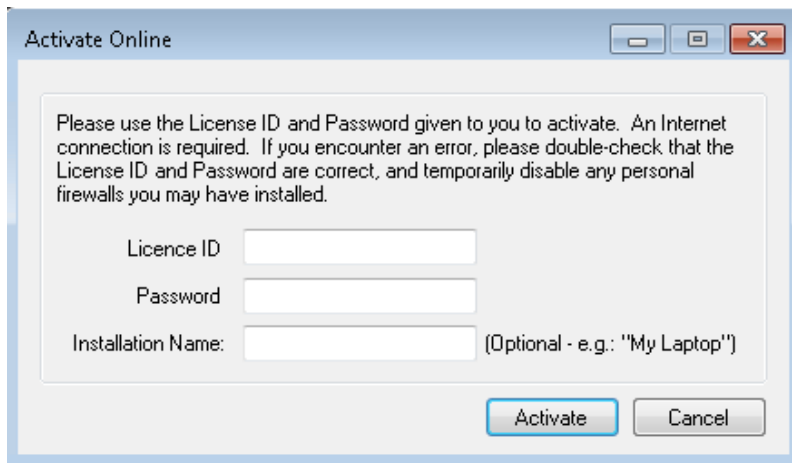 Activate Online
Please use the License ID and Password given to you to activate.  An Internet
connection is required.  If you encounter an error, please double-check that the
License ID and Password are correct, and temporarily disable any personal
firewalls you may have installed.
Licence ID
Password
Installation Name: (Optional - e.g.: "My Laptop")
Activate Cancel